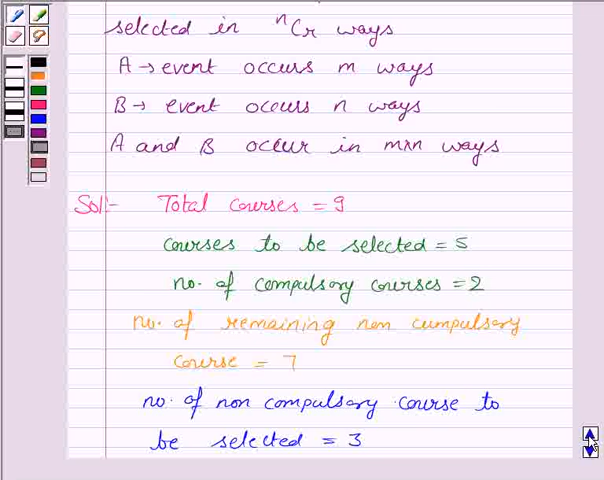 selected in nCr ways
A → event occurs m ways
B → event occurs n ways
A and B occur in mxn ways
Sol:- Total courses = 9
courses to be selected = 5
no. of compulsory courses = 2
no. of remaining non cumpulsory
course = 7
no. of non compulsory course to
be selected = 3